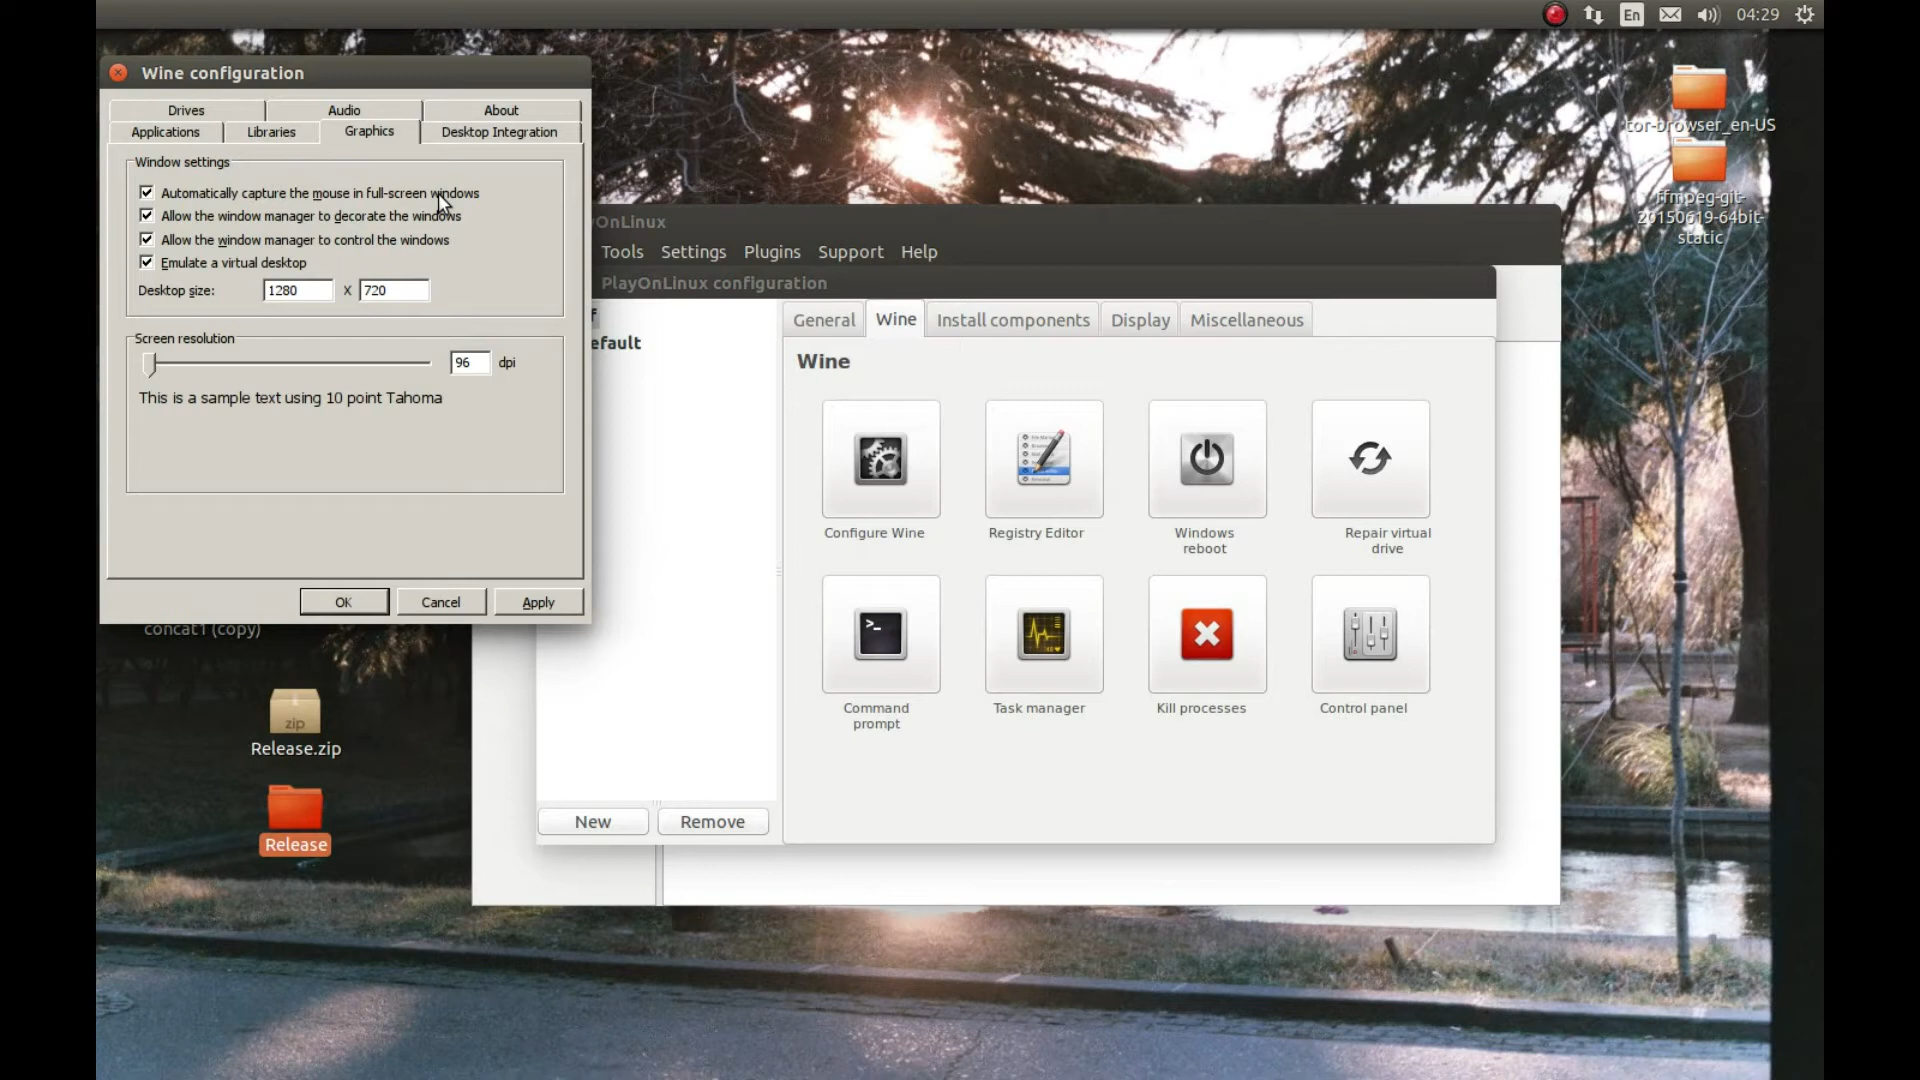 En
04:29
Wine configuration
Drives
Audio
About
Applications
Libraries
Graphics
Desktop Integration
Window settings
Automatically capture the mouse in full-screen windows
Allow the window manager to decorate the windows
Allow the window manager to control the windows
Emulate a virtual desktop
Desktop size:
1280
X
720
Screen resolution
96
dpi
This is a sample text using 10 point Tahoma
OK
Cancel
Apply
concat1 (copy)
zip
Release.zip
Release
yOnLinux
Tools
Settings
Plugins
Support
Help
PlayOnLinux configuration
f
efault
General
Wine
Install components
Display
Miscellaneous
Wine
Configure Wine
Registry Editor
Windows
reboot
Repair virtual
drive
>_
Command
prompt
Task manager
Kill processes
Control panel
New
Remove
tor-browser_en-US
ffmpeg-git-
20150619-64bit-
static